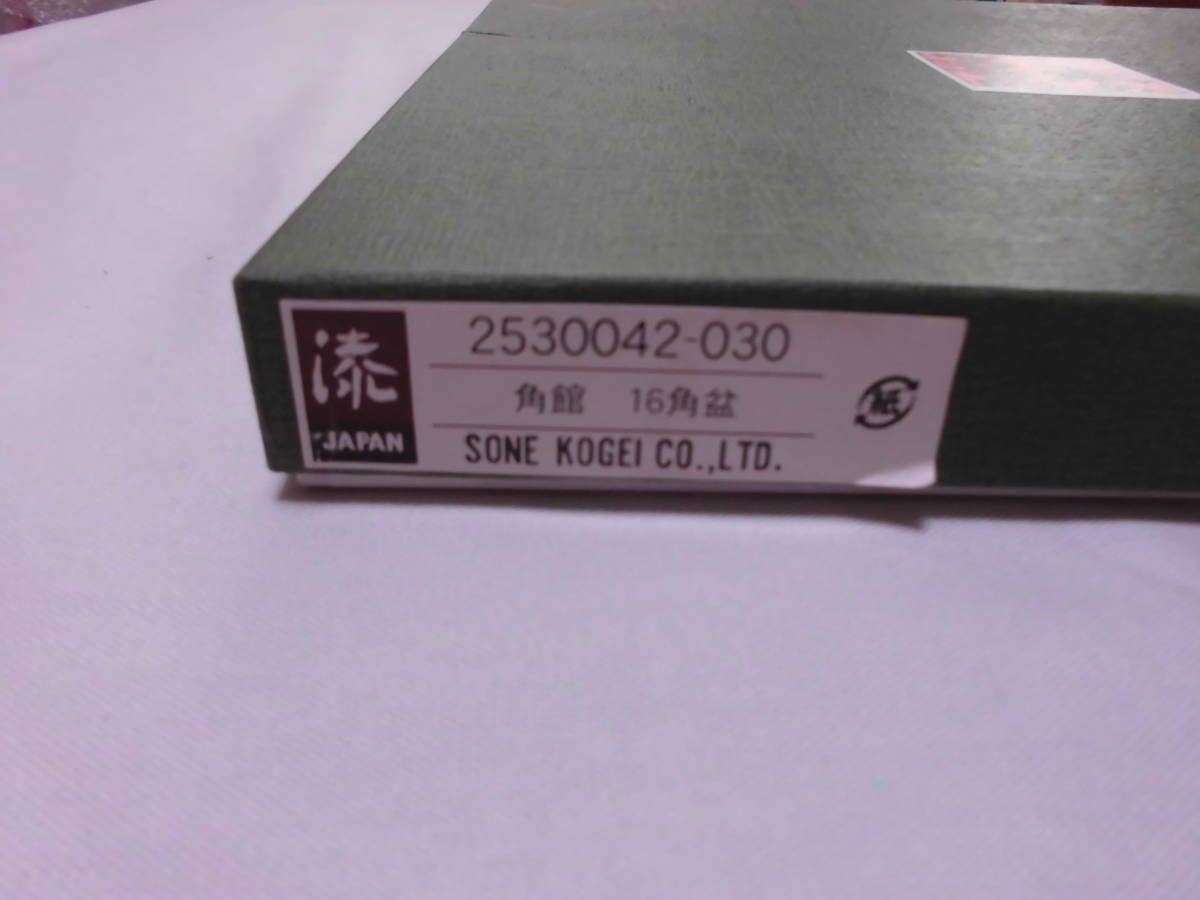 漆
JAPAN
2530042-030
角館 16角盆
SONE KOGEI CO.,LTD.
紙